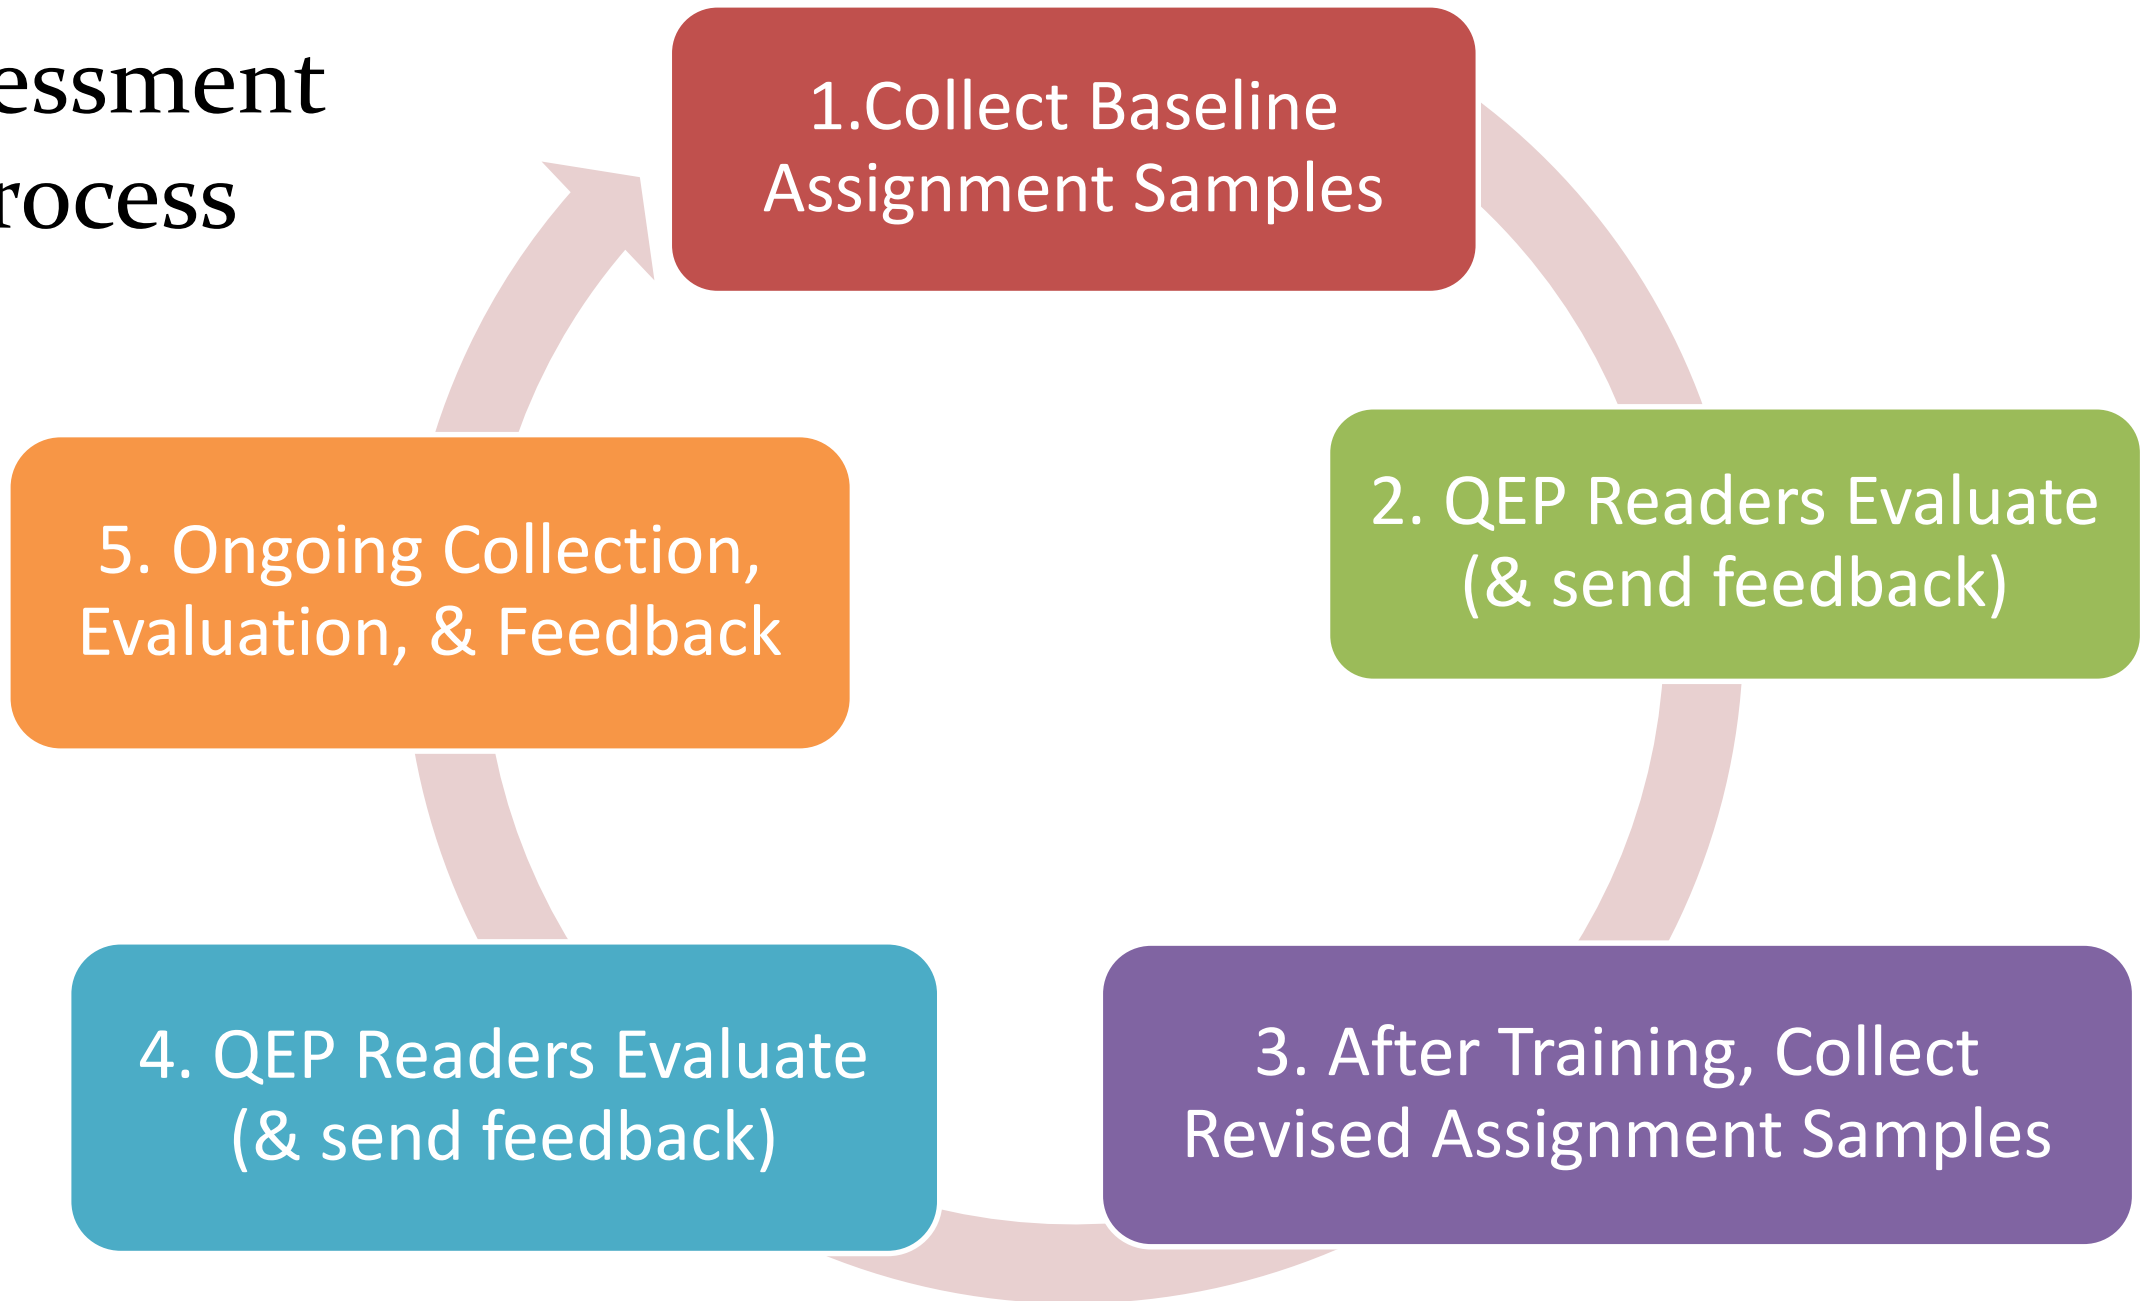 essment
rocess
1.Collect Baseline
Assignment Samples
2. QEP Readers Evaluate
(& send feedback)
3. After Training, Collect
Revised Assignment Samples
4. QEP Readers Evaluate
(& send feedback)
5. Ongoing Collection,
Evaluation, & Feedback